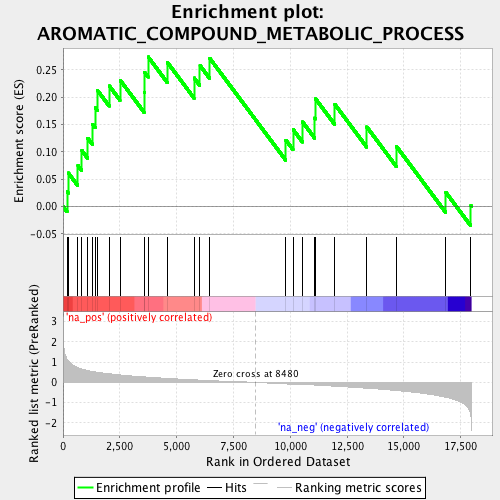 Enrichment plot:
AROMATIC_COMPOUND_METABOLIC_PROCESS
Enrichment score (ES)
0.25
0.20
0.15
0.10
0.05
0.00
-0.05
'na_pos' (positively correlated)
Ranked list metric (PreRanked)
3
2
1
0
-1
-2
Zero cross at 8480
'na_neg' (negatively correlated)
0 2,500 5,000 7,500 10,000 12,500 15,000 17,500
Rank in Ordered Dataset
Enrichment profile Hits Ranking metric scores